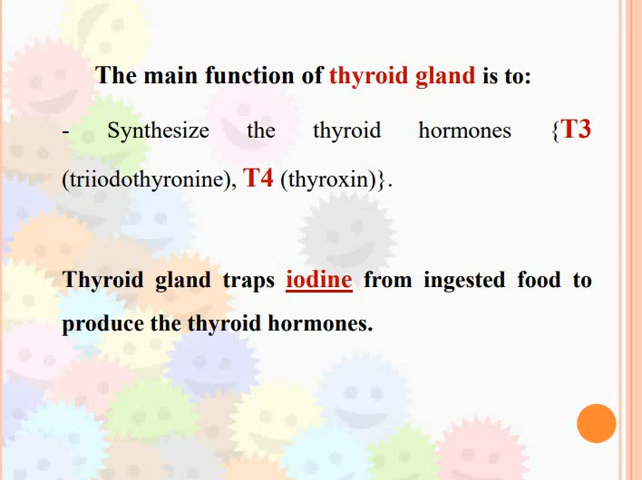 The main function of thyroid gland is to:
- Synthesize the thyroid hormones {T3
(triiodothyronine), T4 (thyroxin)}.
Thyroid gland traps iodine from ingested food to
produce the thyroid hormones.